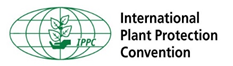 IPPC
International
Plant Protection
Convention